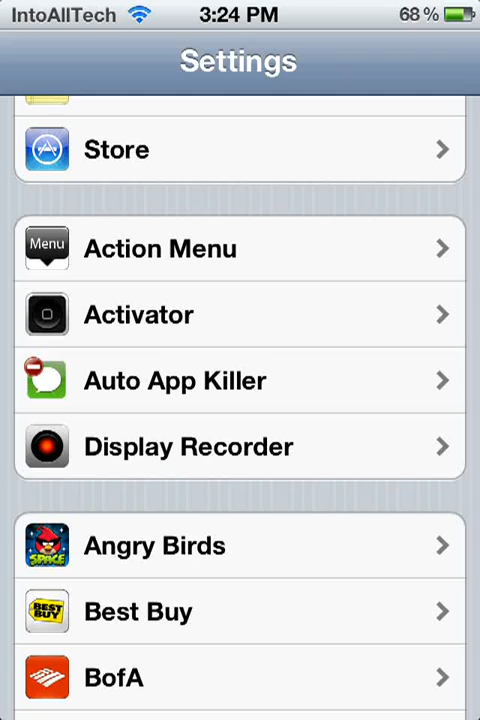 IntoAllTech 3:24 PM 68 %
Settings
Store
Menu
Action Menu
Activator
Auto App Killer
Display Recorder
SPACE
Angry Birds
BEST
BUY
Best Buy
BofA